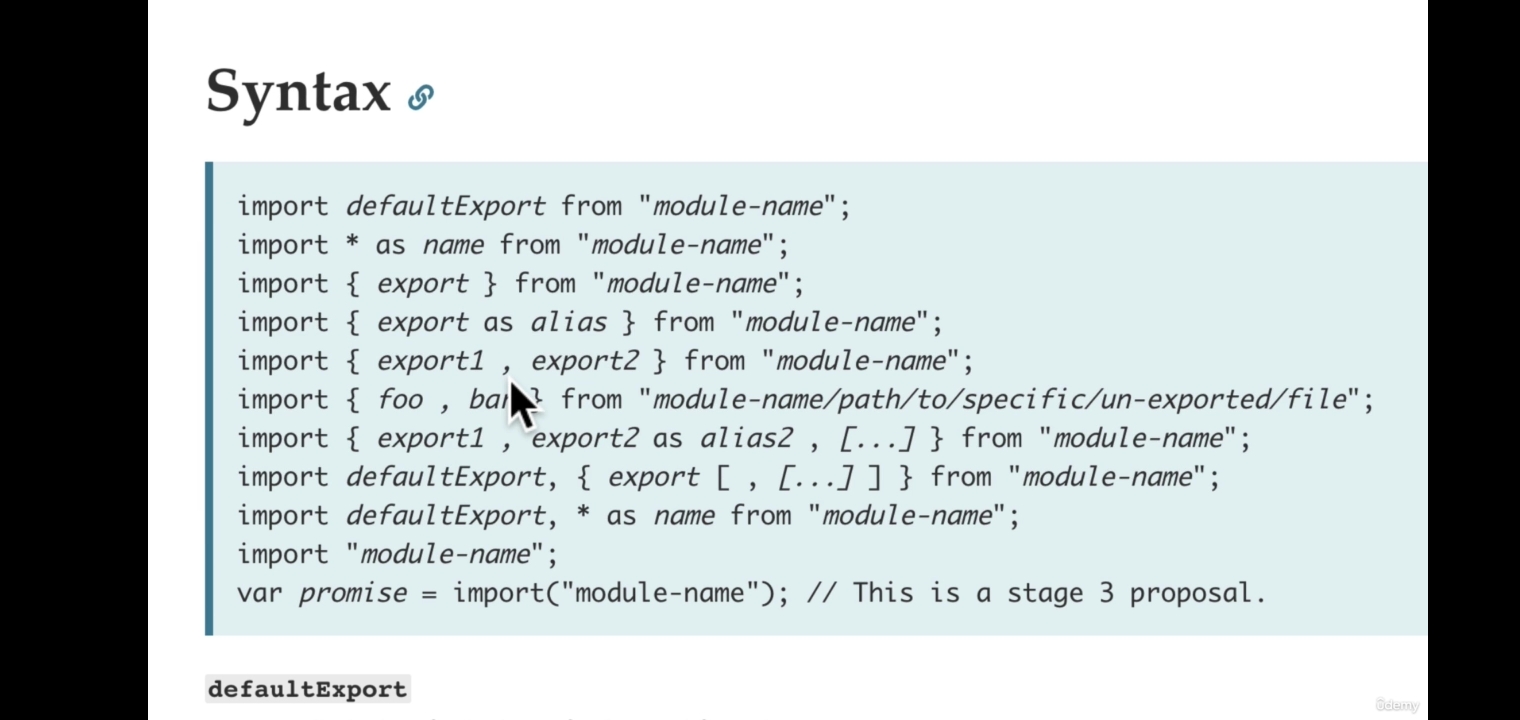 Syntax
import defaultExport from "module-name";
import * as name from "module-name";
import { export } from "module-name";
import { export as alias } from "module-name";
import { export1 , export2 } from "module-name";
import { foo , bar } from "module-name/path/to/specific/un-exported/file";
import { export1 , export2 as alias2 , [...] } from "module-name";
import defaultExport, { export [ , [...] ] } from "module-name";
import defaultExport, * as name from "module-name";
import "module-name";
var promise = import("module-name"); // This is a stage 3 proposal.
defaultExport
ûdemy